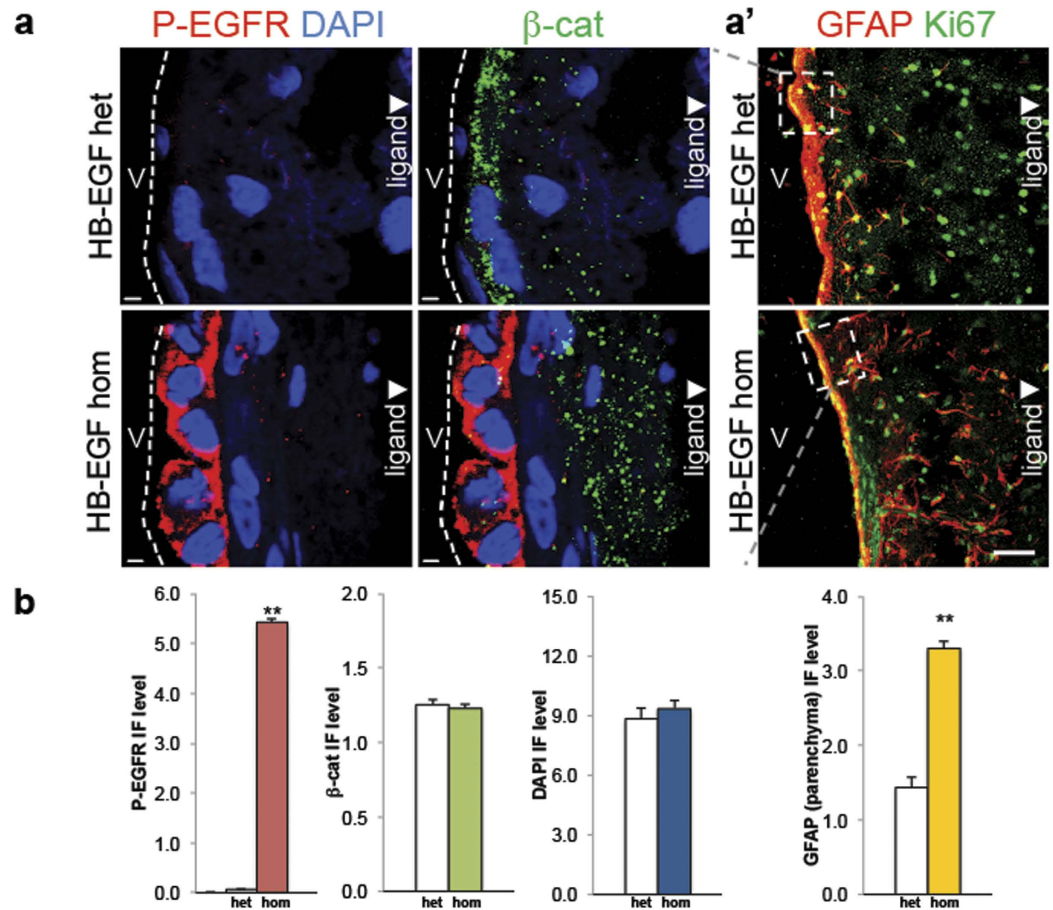 a
P-EGFR DAPI
β-cat
a'
GFAP Ki67
HB-EGF het
V
ligand
V
ligand
HB-EGF het
V
ligand
HB-EGF hom
V
ligand
V
ligand
HB-EGF hom
V
ligand
b
P-EGFR IF level
6.0
5.0
4.0
3.0
2.0
1.0
0.0
**
het hom
β-cat IF level
2.0
1.5
1.0
0.5
0.0
het hom
DAPI IF level
15.0
12.0
9.0
6.0
3.0
0.0
het hom
GFAP (parenchyma) IF level
4.0
3.0
2.0
1.0
0.0
**
het hom